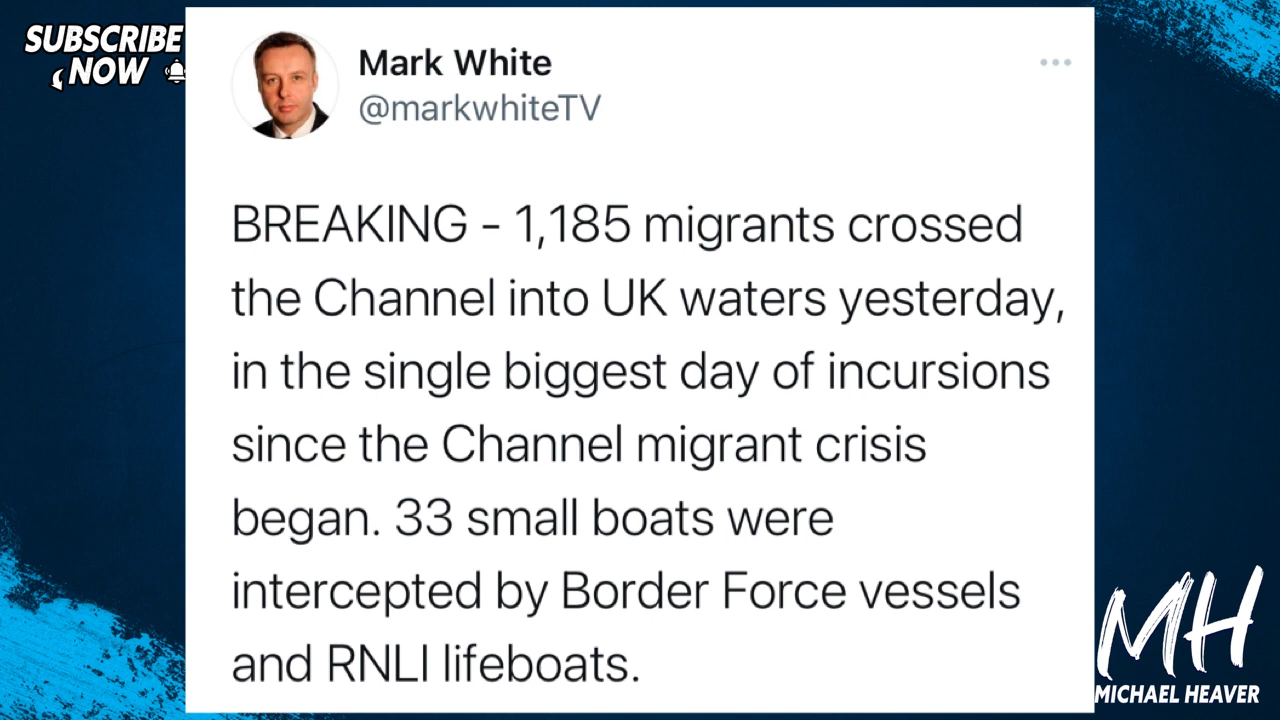 SUBSCRIBE
NOW
Mark White
@markwhiteTV
BREAKING - 1,185 migrants crossed
the Channel into UK waters yesterday,
in the single biggest day of incursions
since the Channel migrant crisis
began. 33 small boats were
intercepted by Border Force vessels
and RNLI lifeboats.
MH
MICHAEL HEAVER